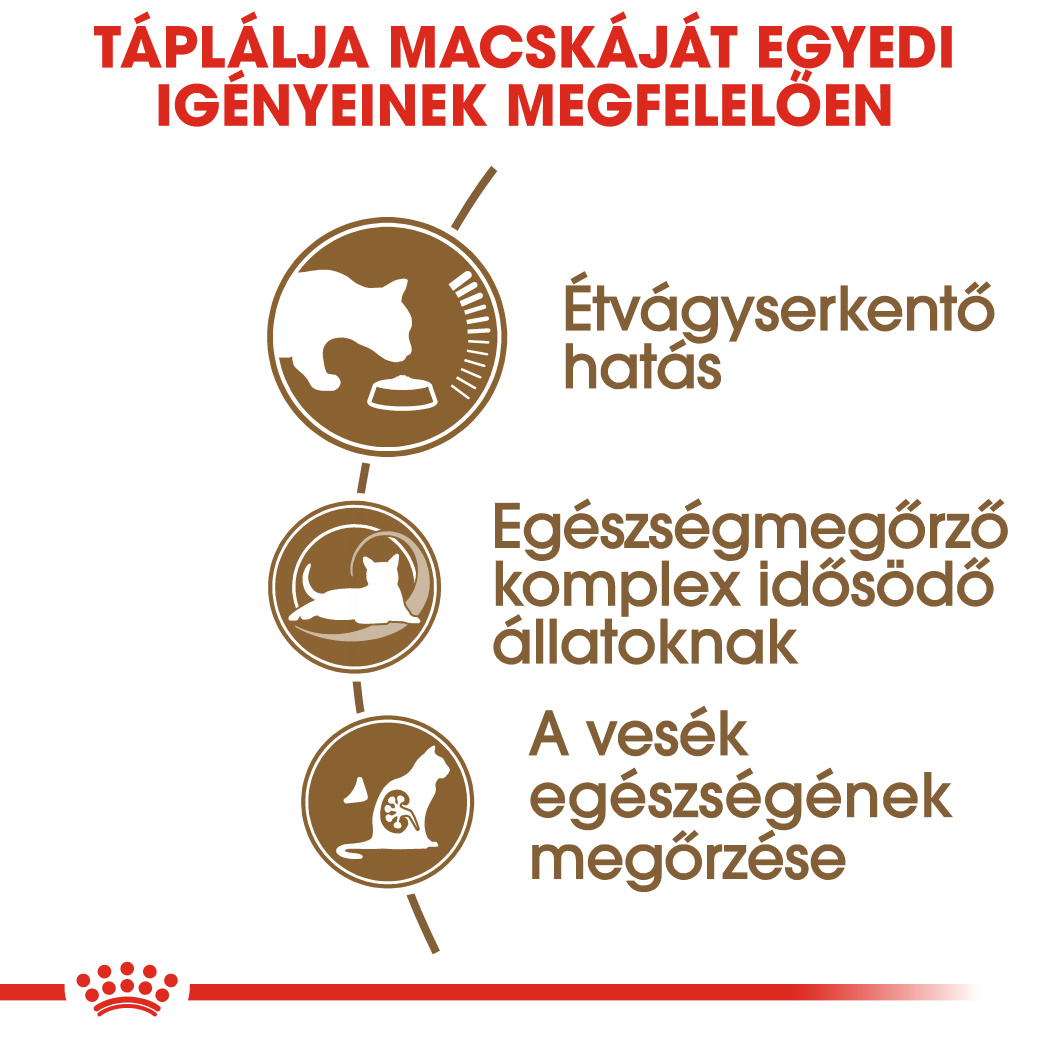 TÁPLÁLJA MACSKÁJÁT EGYEDI
IGÉNYEINEK MEGFELELŐEN
Étvágyserkentő
hatás
Egészségmegőrző
komplex idősödő
állatoknak
A vesék
egészségének
megőrzése